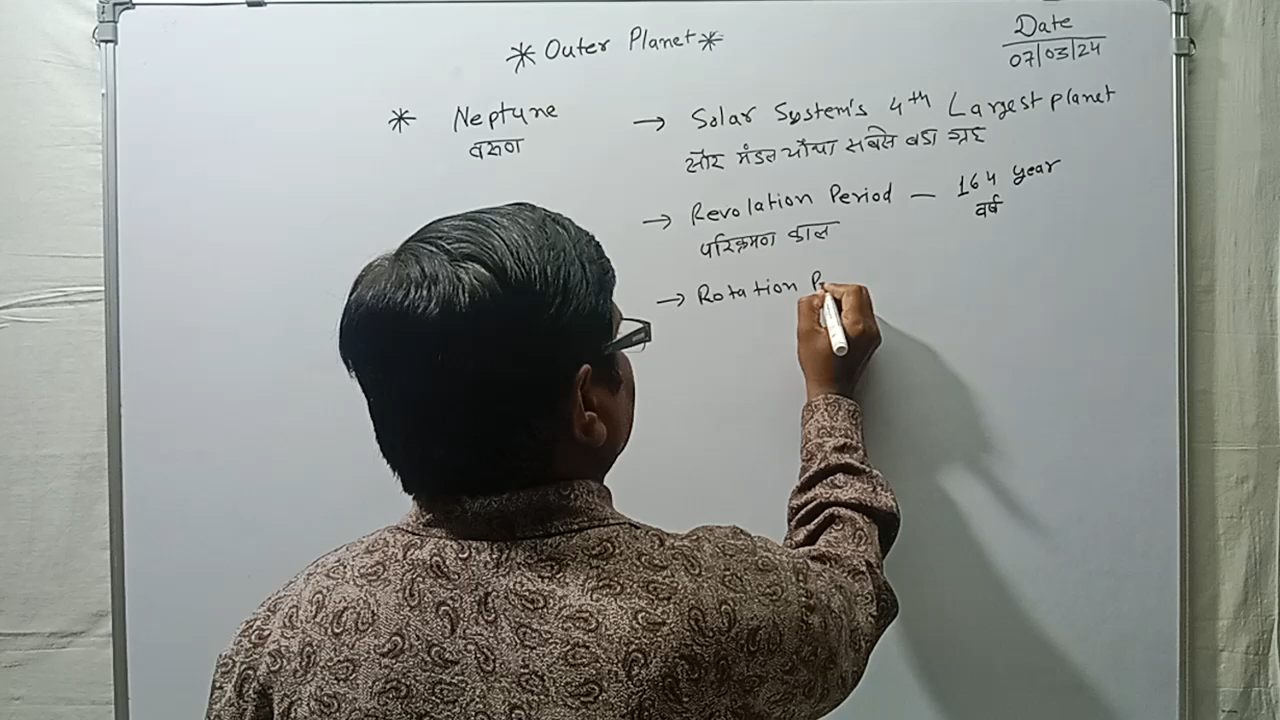 * Outer Planet *
Date
07/03/24
* Neptune
वरूण
→ Solar System's 4th Largest planet
सौर मंडल चौथा सबसे बडा ग्रह
→ Revolation Period — 164 year
वर्ष
परिक्रमण काल
→ Rotation P